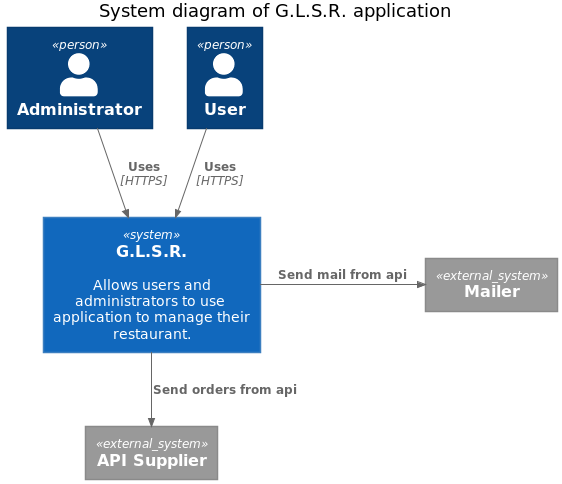 System diagram of G.L.S.R. application
«person»
Administrator
«person»
User
Uses
[HTTPS]
Uses
[HTTPS]
«system»
G.L.S.R.
Allows users and
administrators to use
application to manage their
restaurant.
Send mail from api
«external_system»
Mailer
Send orders from api
«external_system»
API Supplier